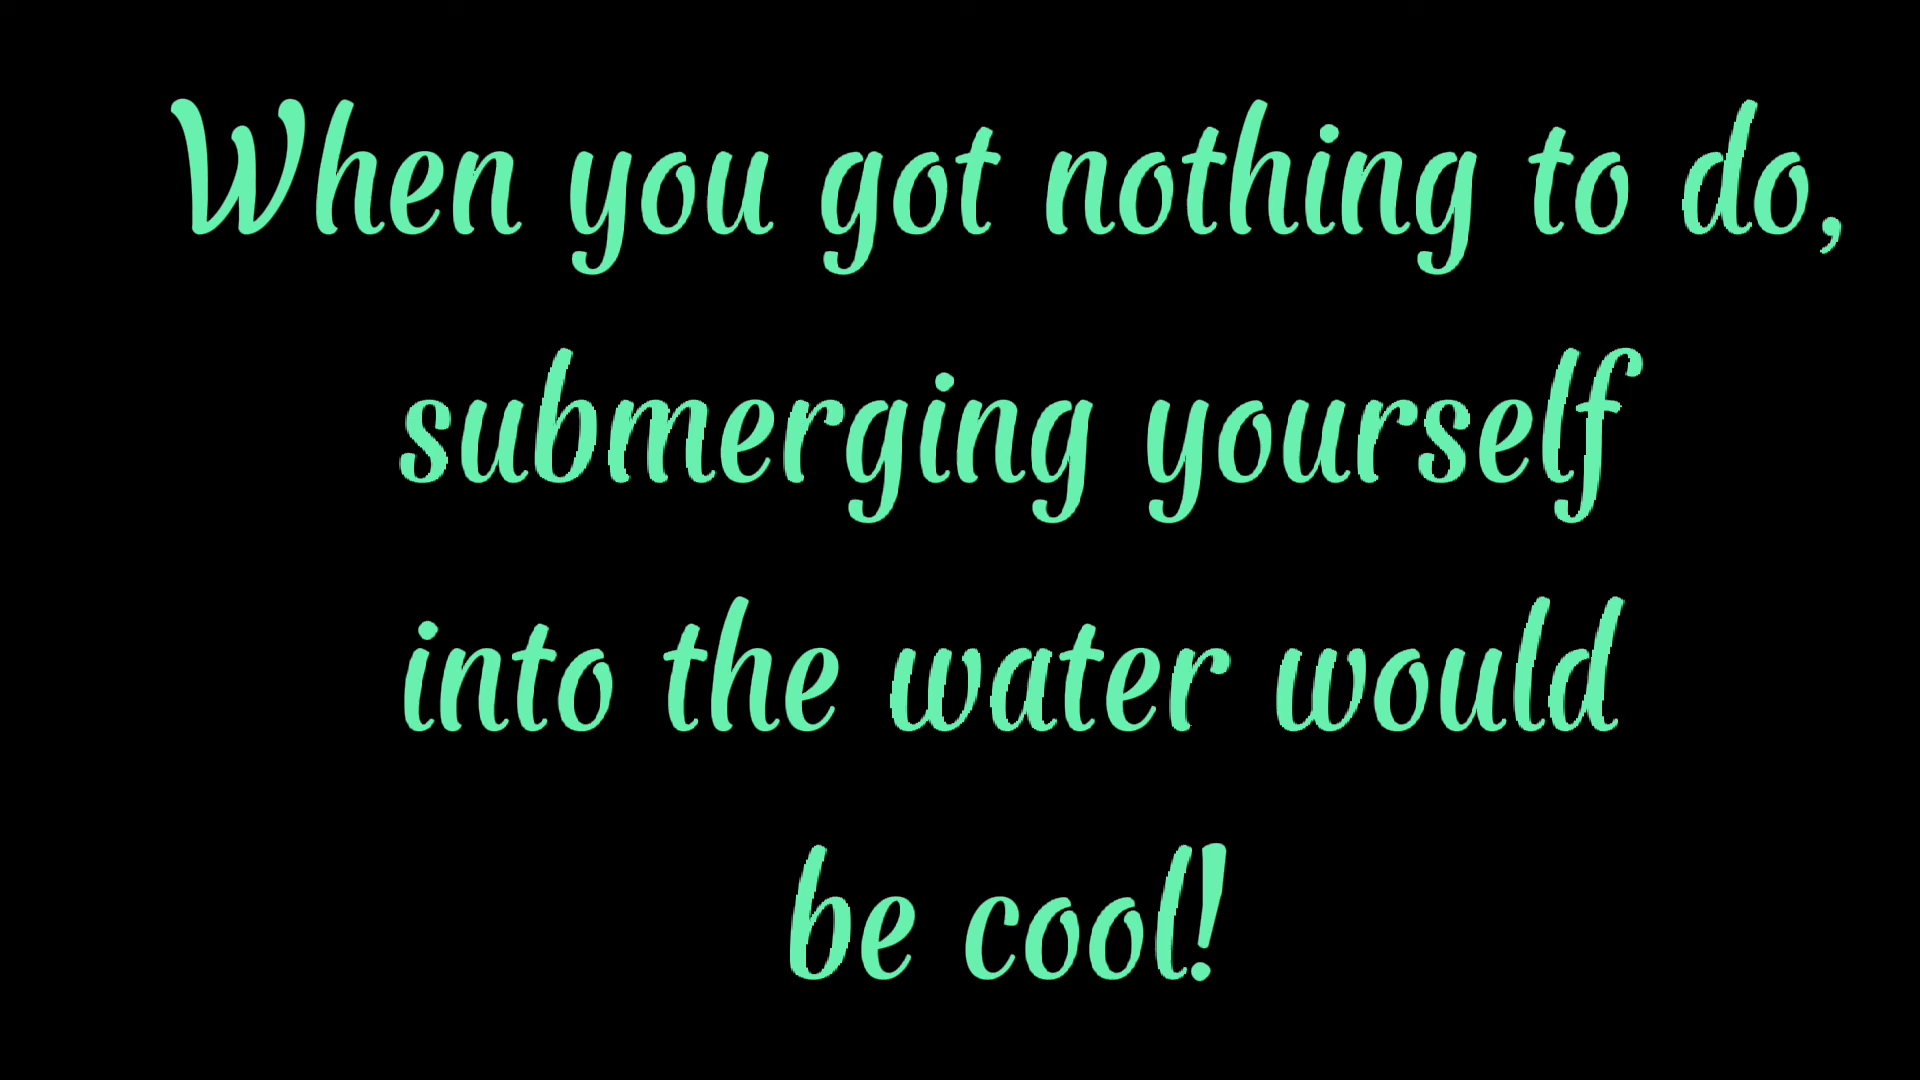 When you got nothing to do,
submerging yourself
into the water would
be cool!